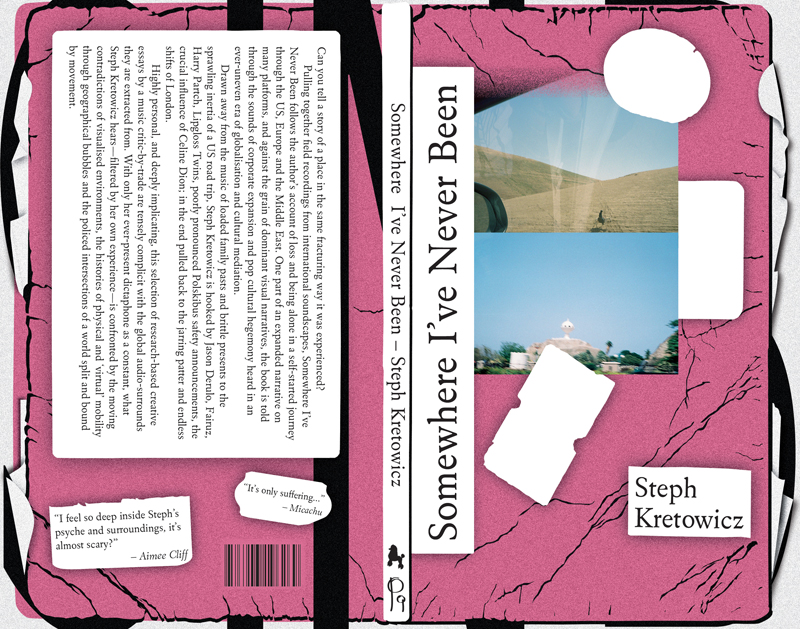 Can you tell a story of a place in the same fracturing way it was experienced?
Pulling together field recordings from international soundscapes, Somewhere I've
Never Been follows the author's account of loss and being alone in a self-started journey
through the US, Europe and the Middle East. One part of an expanded narrative on
many platforms, and against the grain of dominant visual narratives, the book is told
through the sounds of corporate expansion and pop cultural hegemony heard in an
ever-uneven era of globalisation and cultural mediation.
Drawn away from the music of loaded family pasts and brittle presents to the
sprawling inertia of a US road trip, Steph Kretowicz is hooked by Jason Derulo, Fairuz,
Harry Partch, Lipgloss Twins, poorly pronounced Polskibus safety announcements, the
crucial influence of Celine Dion; in the end pulled back to the jarring patter and endless
shifts of London.
Highly personal, and deeply implicating, this selection of research-based creative
essays by a music critic-by-trade are tensely complicit with the global audio-surrounds
they are extracted from. With only her ever-present dictaphone as a constant, what
Steph Kretowicz hears—filtered by her own experience—is confronted by the moving
contradictions of visualised environments, the histories of physical and 'virtual' mobility
through geographical bubbles and the policed intersections of a world split and bound
by movement.
"I feel so deep inside Steph's
psyche and surroundings, it's
almost scary?"
– Aimee Cliff
"It's only suffering..."
– Micachu
Somewhere I've Never Been – Steph Kretowicz
Somewhere I've Never Been
Steph
Kretowicz